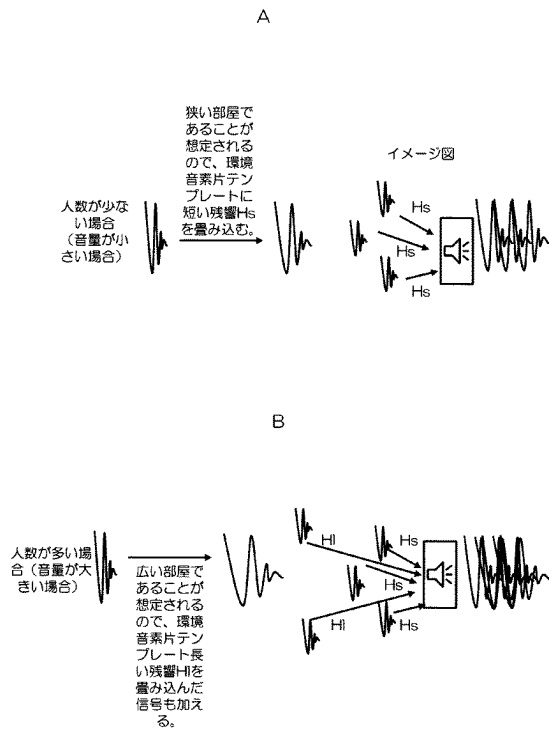 A
狭い部屋で
あることが
想定される
ので、環境
音素片テン
プレートに
短い残響Hs
を畳み込む。
人数が少な
い場合
（音量が小
さい場合）
イメージ図
Hs
Hs
Hs
B
人数が多い場
合（音量が大
きい場合）
広い部屋で
あることが
想定される
ので、環境
音素片テン
プレート長
い残響Hlを
畳み込んだ
信号も加え
る。
Hl
Hs
Hs
Hl
Hs